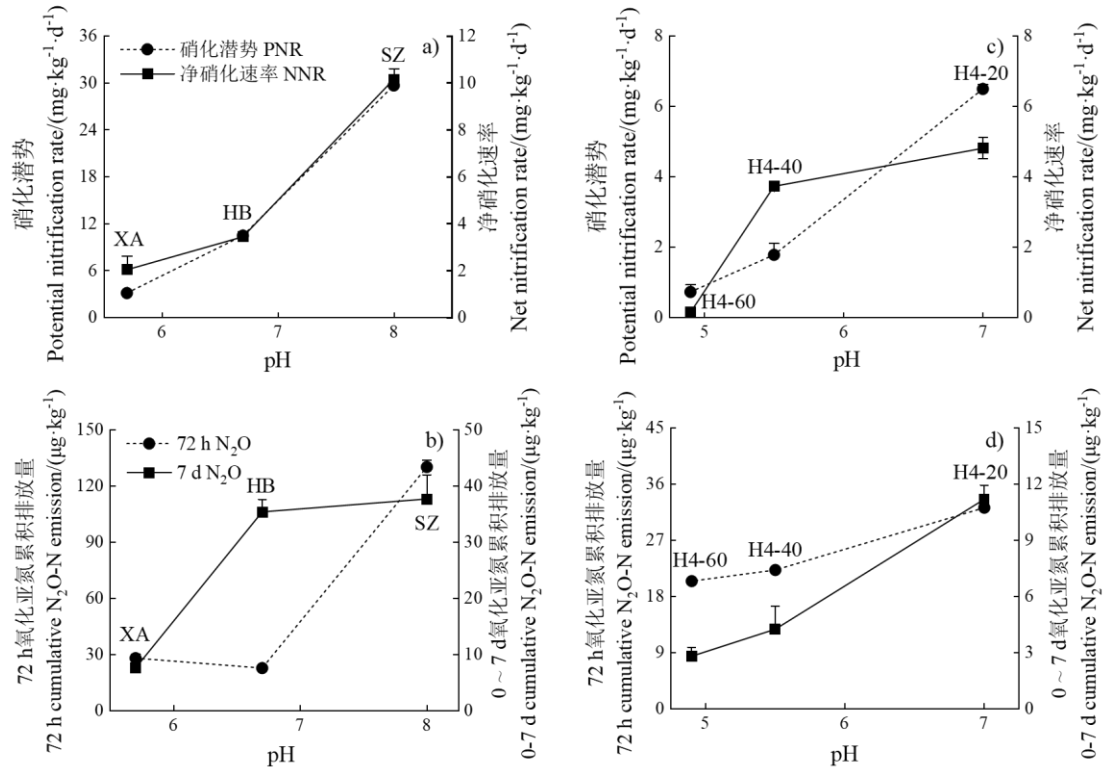 a)
硝化潜势 PNR
净硝化速率 NNR
XA
HB
SZ
36
30
24
18
12
6
0
12
10
8
6
4
2
0
6
7
8
pH
硝化潜势
Potential nitrification rate/(mg·kg⁻¹·d⁻¹)
净硝化速率
Net nitrification rate/(mg·kg⁻¹·d⁻¹)
c)
H4-20
H4-40
H4-60
8
6
4
2
0
8
6
4
2
0
5
6
7
pH
硝化潜势
Potential nitrification rate/(mg·kg⁻¹·d⁻¹)
净硝化速率
Net nitrification rate/(mg·kg⁻¹·d⁻¹)
b)
72 h N₂O
7 d N₂O
XA
HB
SZ
150
120
90
60
30
0
50
40
30
20
10
0
6
7
8
pH
72 h氧化亚氮累积排放量
72 h cumulative N₂O-N emission/(μg·kg⁻¹)
0~7 d氧化亚氮累积排放量
0-7 d cumulative N₂O-N emission/(μg·kg⁻¹)
d)
H4-20
H4-60
H4-40
45
36
27
18
9
0
15
12
9
6
3
0
5
6
7
pH
72 h氧化亚氮累积排放量
72 h cumulative N₂O-N emission/(μg·kg⁻¹)
0~7 d氧化亚氮累积排放量
0-7 d cumulative N₂O-N emission/(μg·kg⁻¹)